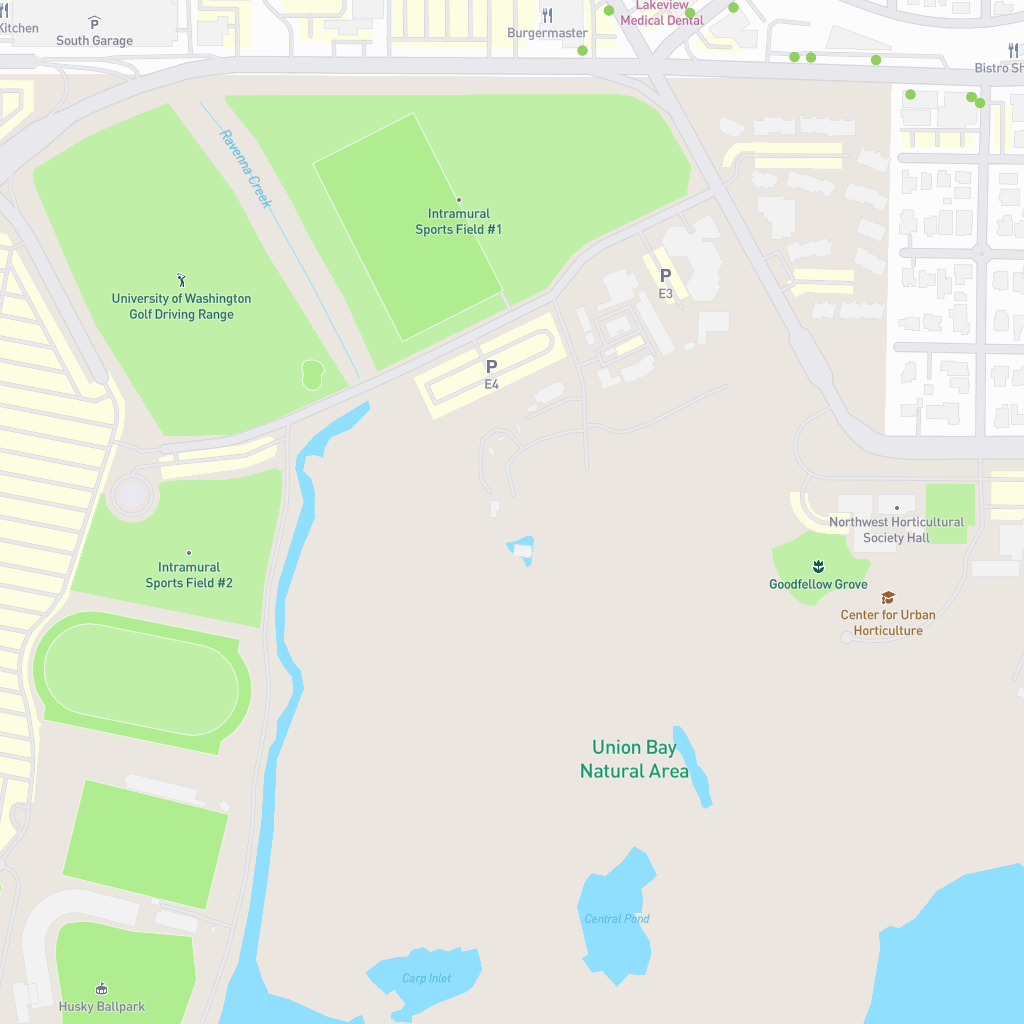 Kitchen
South Garage
Burgermaster
Lakeview
Medical Dental
Bistro Sh
Ravenna Creek
Intramural
Sports Field #1
University of Washington
Golf Driving Range
P
E3
P
E4
Northwest Horticultural
Society Hall
Intramural
Sports Field #2
Goodfellow Grove
Center for Urban
Horticulture
Union Bay
Natural Area
Central Pond
Carp Inlet
Husky Ballpark